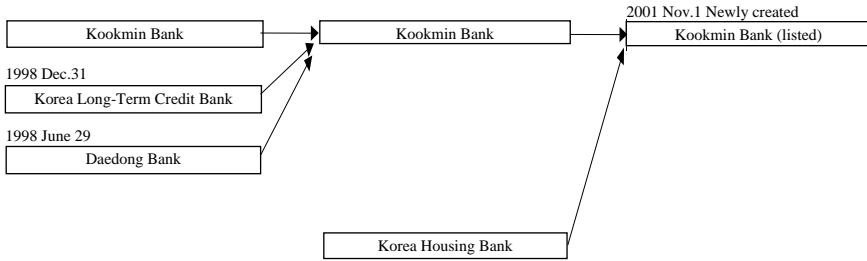 2001 Nov.1 Newly created
Kookmin Bank
Kookmin Bank
Kookmin Bank (listed)
1998 Dec.31
Korea Long-Term Credit Bank
1998 June 29
Daedong Bank
Korea Housing Bank